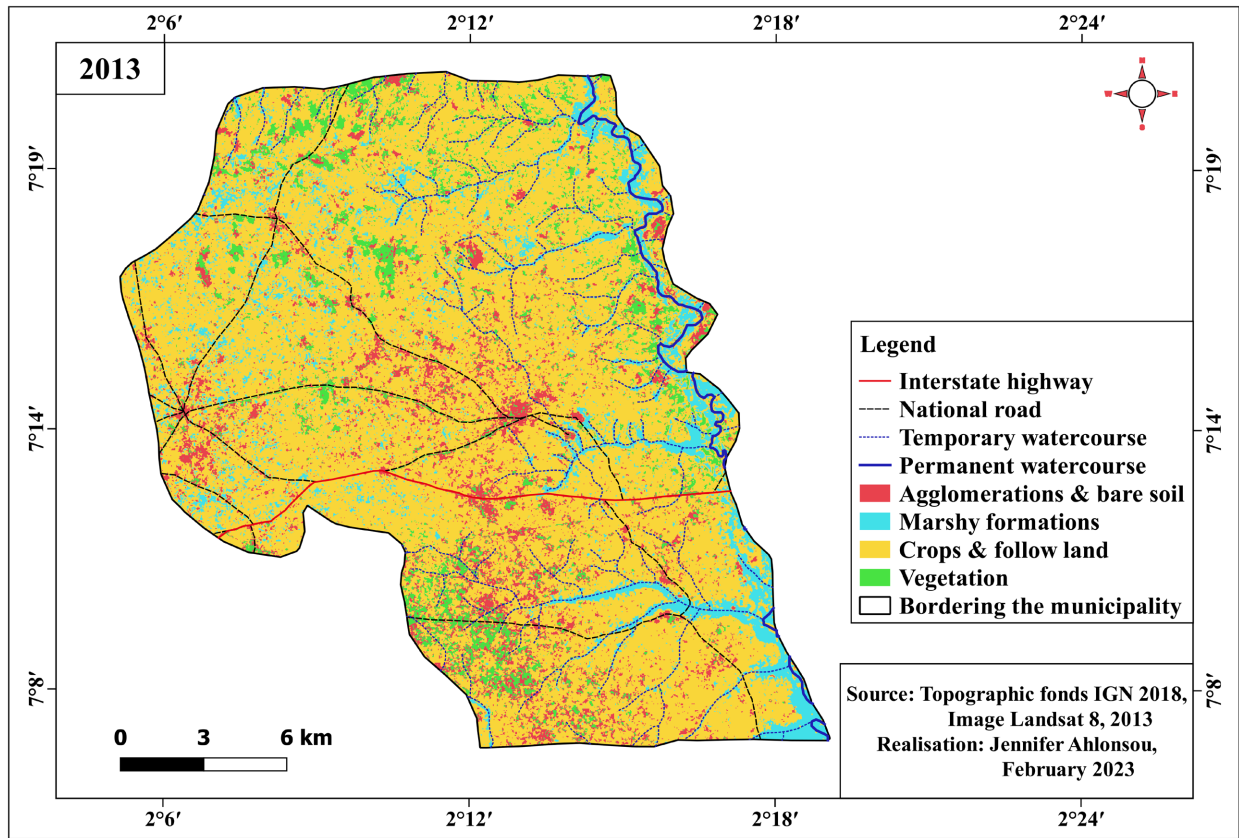 2°6′ 2°12′ 2°18′ 2°24′
2013
7°19′ 7°19′
7°14′ 7°14′
7°8′ 7°8′
Legend
Interstate highway
National road
Temporary watercourse
Permanent watercourse
Agglomerations & bare soil
Marshy formations
Crops & follow land
Vegetation
Bordering the municipality
Source: Topographic fonds IGN 2018,
Image Landsat 8, 2013
Realisation: Jennifer Ahlonsou,
February 2023
0 3 6 km
2°6′ 2°12′ 2°18′ 2°24′